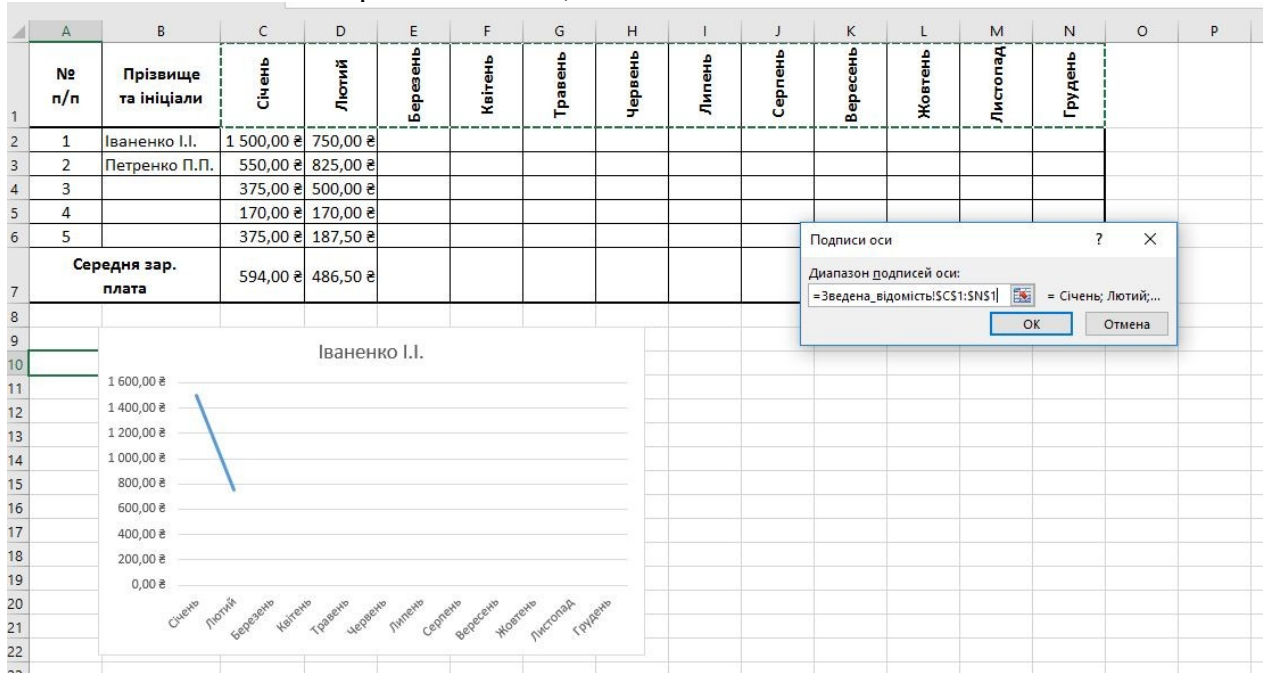 A B C D E F G H I J K L M N O P
1 № п/п Прізвище та ініціали Січень Лютий Березень Квітень Травень Червень Липень Серпень Вересень Жовтень Листопад Грудень
2 1 Іваненко І.І. 1 500,00 ₴ 750,00 ₴
3 2 Петренко П.П. 550,00 ₴ 825,00 ₴
4 3 375,00 ₴ 500,00 ₴
5 4 170,00 ₴ 170,00 ₴
6 5 375,00 ₴ 187,50 ₴
7 Середня зар. плата 594,00 ₴ 486,50 ₴
Подписи оси ? ×
Диапазон подписей оси:
=Зведена_відомість!$C$1:$N$1 = Січень; Лютий;...
ОК Отмена
8
9
10
11
12
13
14
15
16
17
18
19
20
21
22
Іваненко І.І.
1 600,00 ₴
1 400,00 ₴
1 200,00 ₴
1 000,00 ₴
800,00 ₴
600,00 ₴
400,00 ₴
200,00 ₴
0,00 ₴
Січень Лютий Березень Квітень Травень Червень Липень Серпень Вересень Жовтень Листопад Грудень